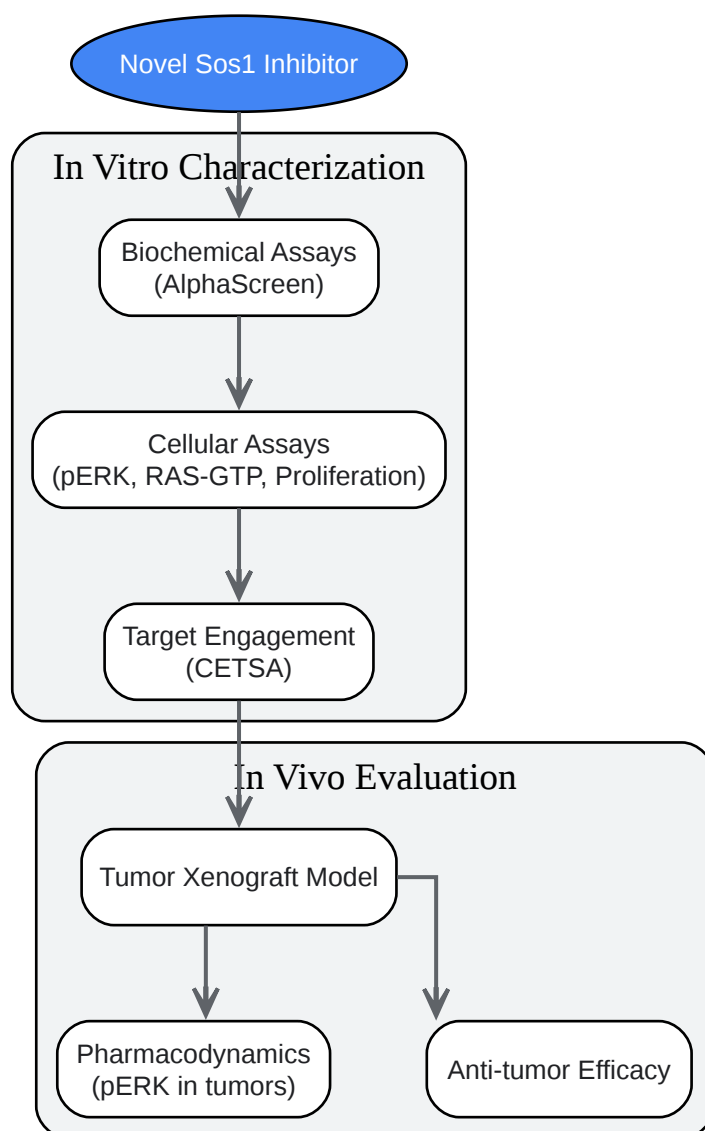 Novel Sos1 Inhibitor
In Vitro Characterization
Biochemical Assays
(AlphaScreen)
Cellular Assays
(pERK, RAS-GTP, Proliferation)
Target Engagement
(CETSA)
In Vivo Evaluation
Tumor Xenograft Model
Pharmacodynamics
(pERK in tumors)
Anti-tumor Efficacy